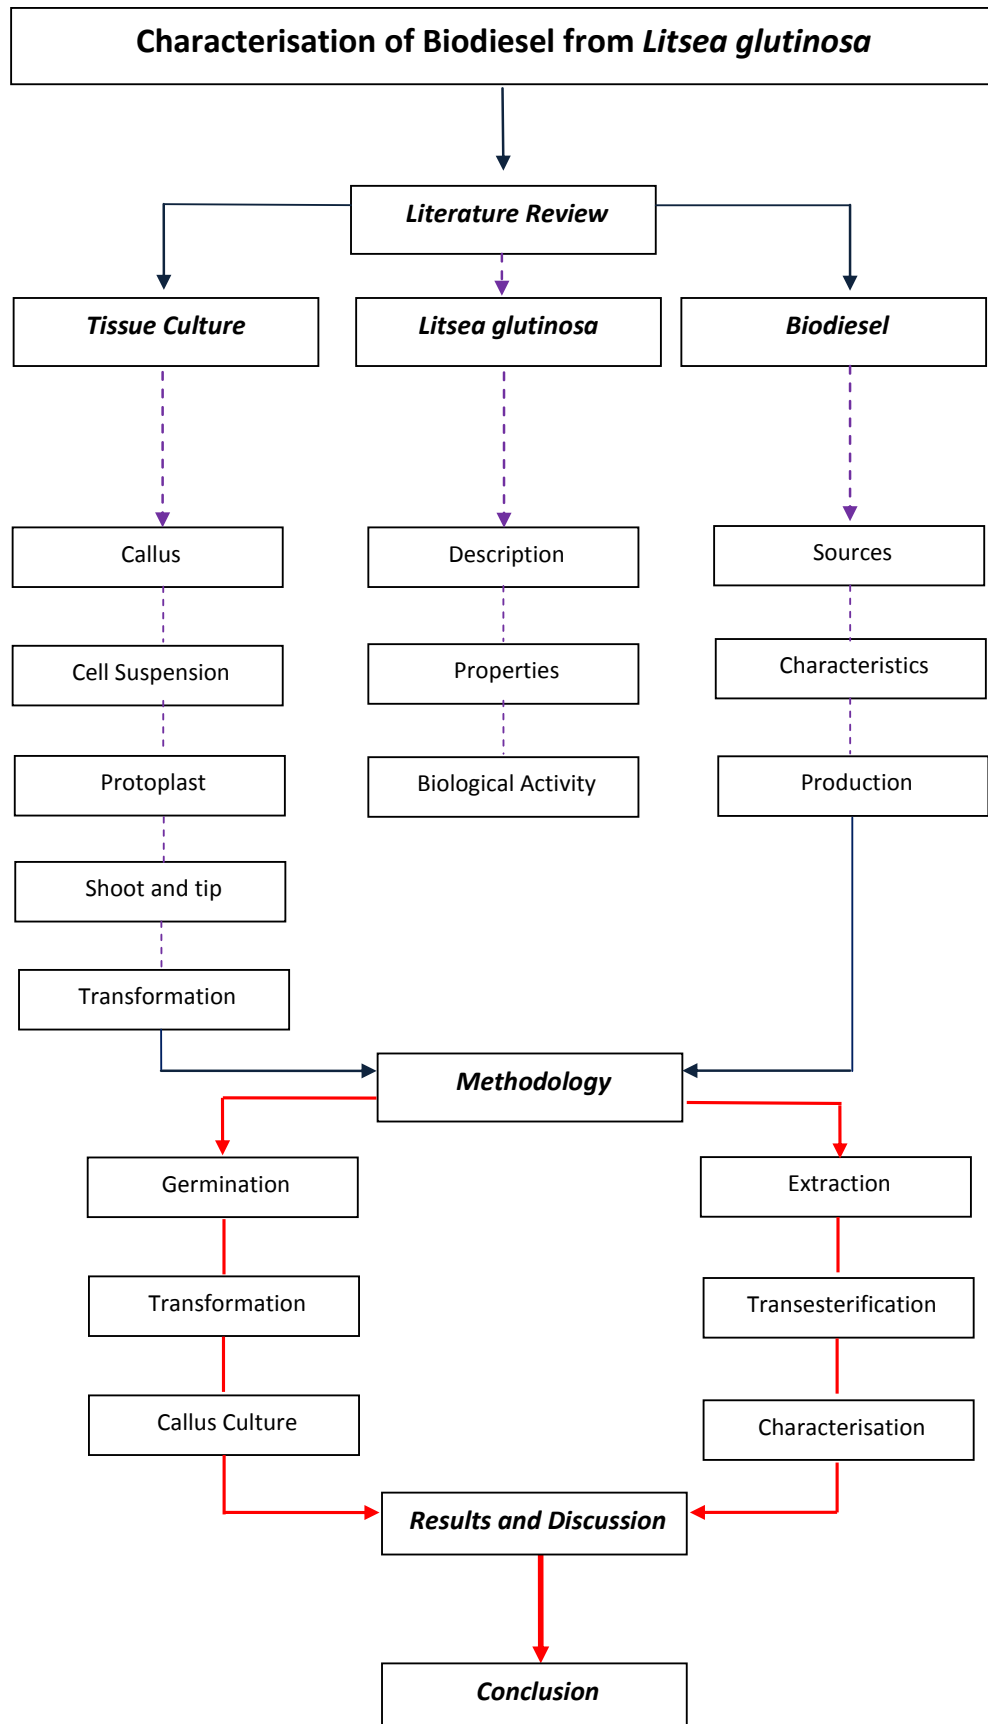 Characterisation of Biodiesel from Litsea glutinosa
Literature Review
Tissue Culture
Litsea glutinosa
Biodiesel
Callus
Description
Sources
Cell Suspension
Properties
Characteristics
Protoplast
Biological Activity
Production
Shoot and tip
Transformation
Methodology
Germination
Extraction
Transformation
Transesterification
Callus Culture
Characterisation
Results and Discussion
Conclusion